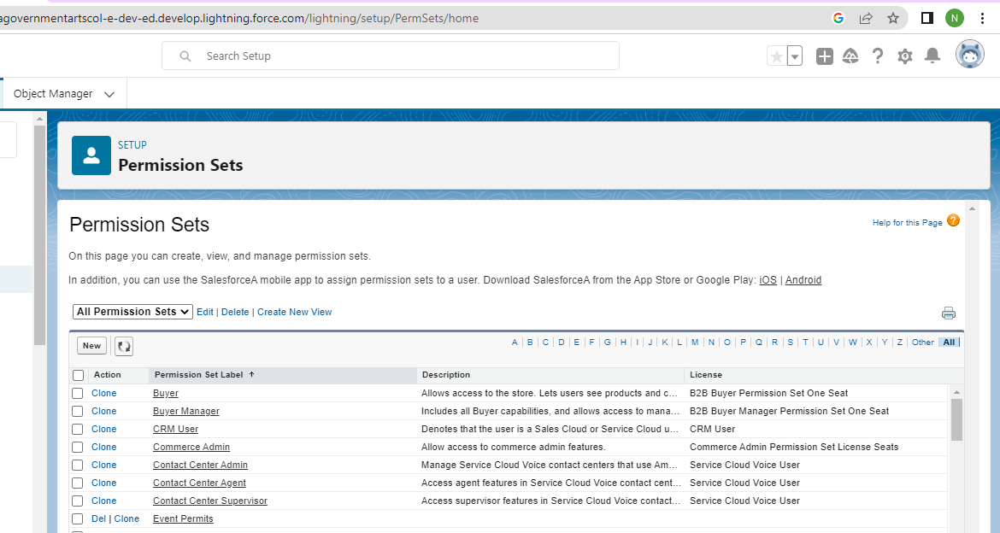 agovernmentartscol-e-dev-ed.develop.lightning.force.com/lightning/setup/PermSets/home
G N
Search Setup
Object Manager
SETUP
Permission Sets
Permission Sets
Help for this Page ?
On this page you can create, view, and manage permission sets.
In addition, you can use the SalesforceA mobile app to assign permission sets to a user. Download SalesforceA from the App Store or Google Play: iOS | Android
All Permission Sets Edit | Delete | Create New View
New A | B | C | D | E | F | G | H | I | J | K | L | M | N | O | P | Q | R | S | T | U | V | W | X | Y | Z | Other | All
Action Permission Set Label ↑ Description License
Clone Buyer Allows access to the store. Lets users see products and c... B2B Buyer Permission Set One Seat
Clone Buyer Manager Includes all Buyer capabilities, and allows access to mana... B2B Buyer Manager Permission Set One Seat
Clone CRM User Denotes that the user is a Sales Cloud or Service Cloud u... CRM User
Clone Commerce Admin Allow access to commerce admin features. Commerce Admin Permission Set License Seats
Clone Contact Center Admin Manage Service Cloud Voice contact centers that use Am... Service Cloud Voice User
Clone Contact Center Agent Access agent features in Service Cloud Voice contact cent... Service Cloud Voice User
Clone Contact Center Supervisor Access supervisor features in Service Cloud Voice contact... Service Cloud Voice User
Del | Clone Event Permits